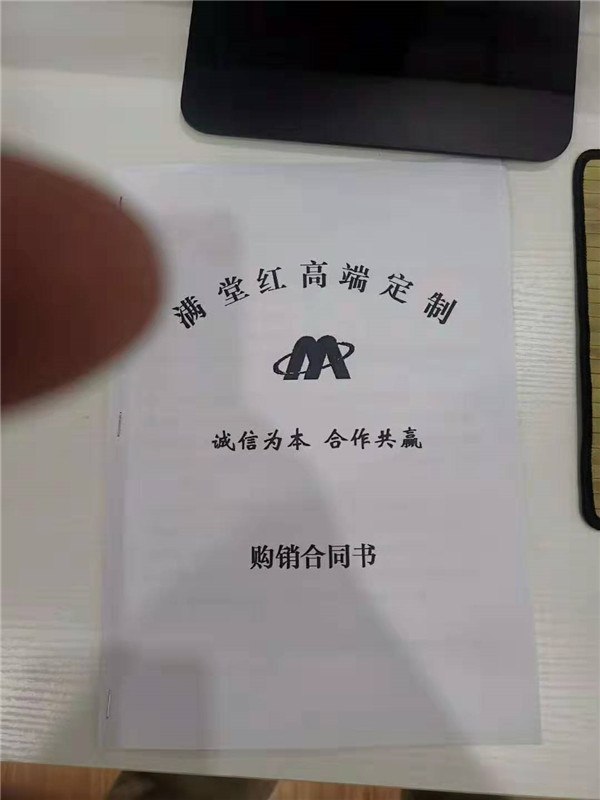 满堂红高端定制
诚信为本 合作共赢
购销合同书